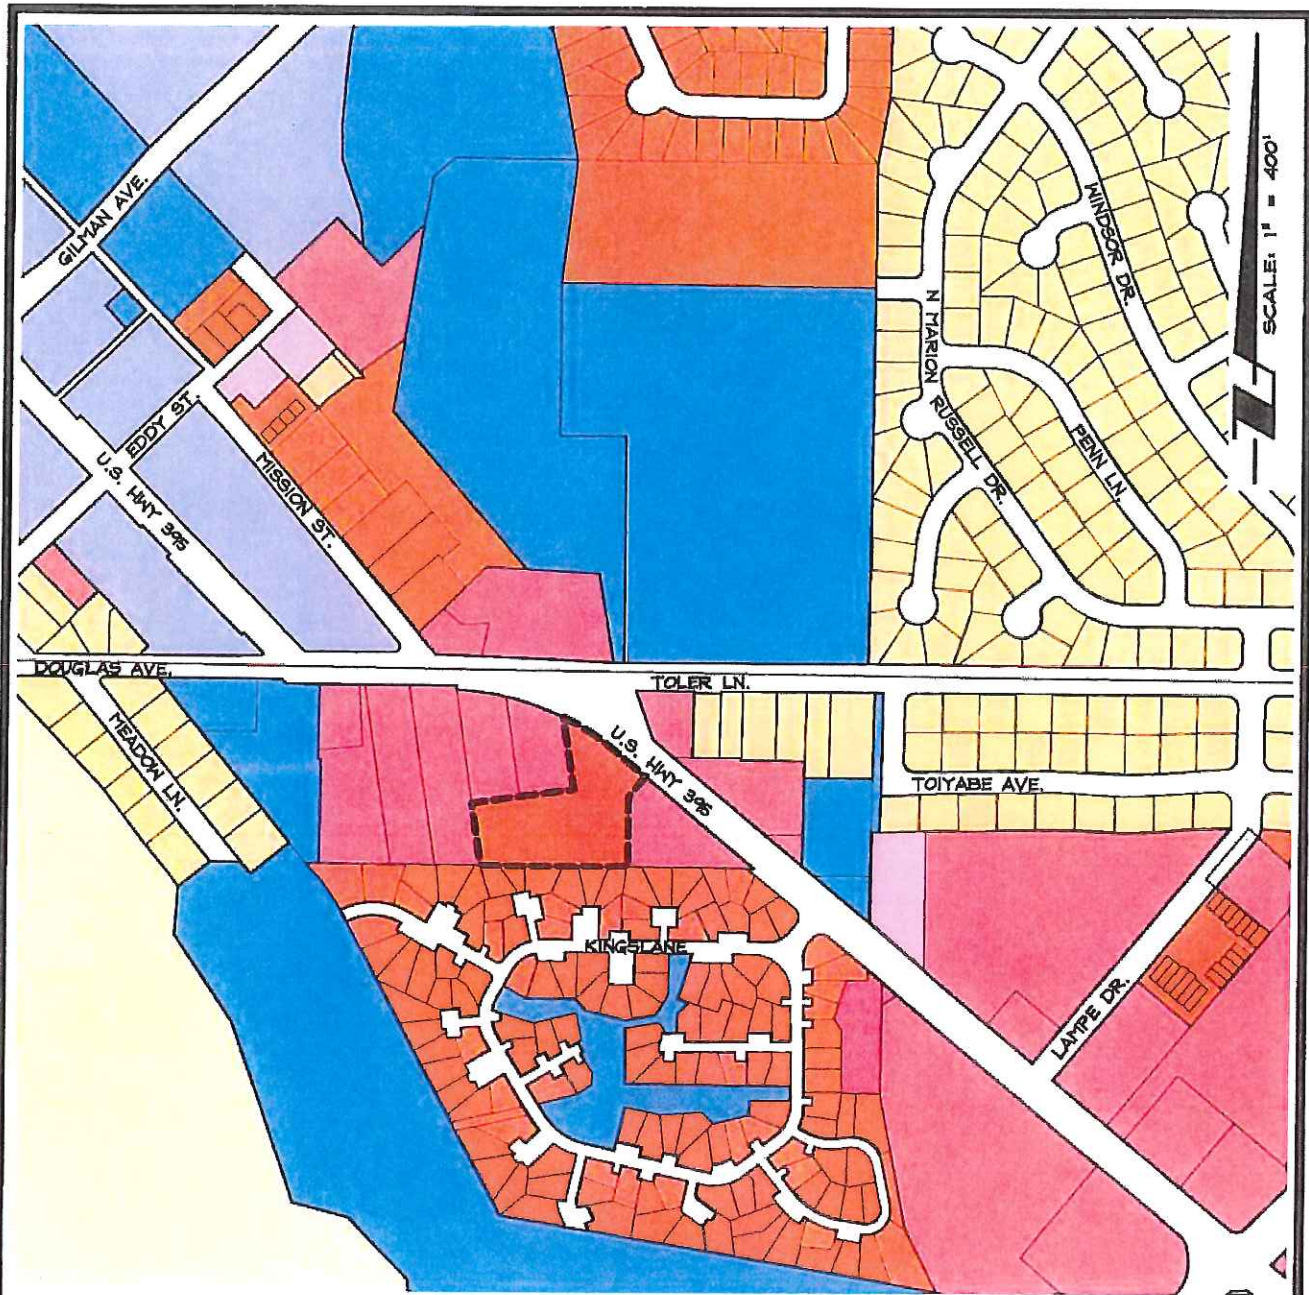 GILMAN AVE.
SCALE: 1" = 400'
WINDSOR DR.
N MARION
RUSSELL DR.
PENN LN.
EDDY ST.
U.S. HWY 395
MISSION ST.
DOUGLAS AVE.
TOLER LN.
MEADOW LN.
U.S. HWY 395
TOIYABE AVE.
KINGSLANE
LAMPE DR.